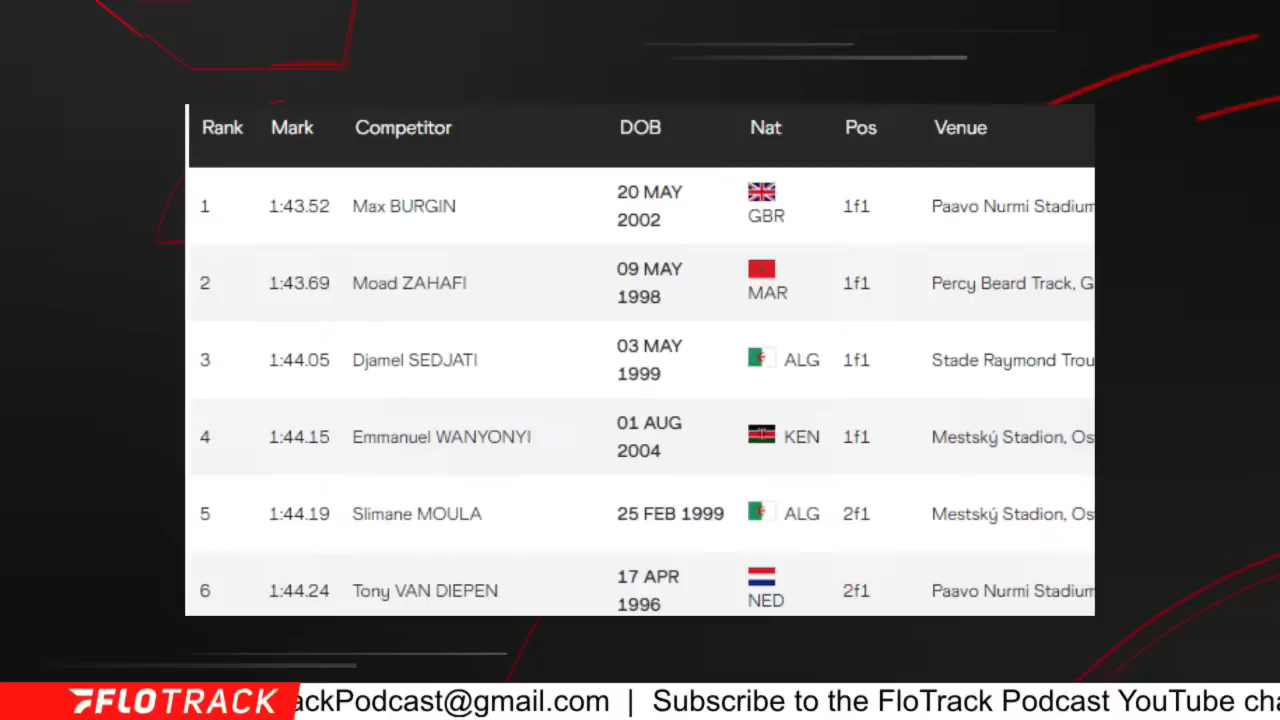 Rank Mark Competitor DOB Nat Pos Venue
1 1:43.52 Max BURGIN 20 MAY 2002 GBR 1f1 Paavo Nurmi Stadium
2 1:43.69 Moad ZAHAFI 09 MAY 1998 MAR 1f1 Percy Beard Track, G
3 1:44.05 Djamel SEDJATI 03 MAY 1999 ALG 1f1 Stade Raymond Trou
4 1:44.15 Emmanuel WANYONYI 01 AUG 2004 KEN 1f1 Mestský Stadion, Os
5 1:44.19 Slimane MOULA 25 FEB 1999 ALG 2f1 Mestský Stadion, Os
6 1:44.24 Tony VAN DIEPEN 17 APR 1996 NED 2f1 Paavo Nurmi Stadium
FLOTRACK ackPodcast@gmail.com | Subscribe to the FloTrack Podcast YouTube cha